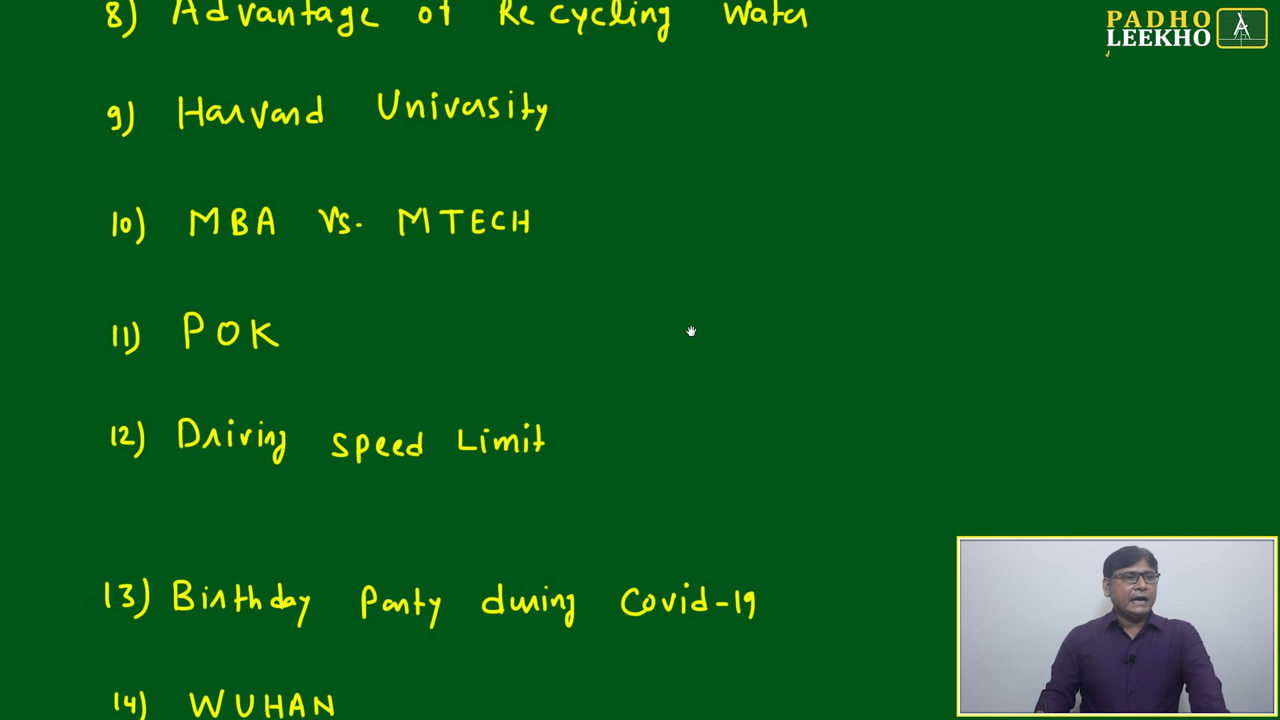 8) Advantage of Recycling Water
PADHO
LEEKHO
9) Harvard University
10) MBA Vs. MTECH
11) POK
12) Driving Speed Limit
13) Birthday Party during Covid-19
14) WUHAN